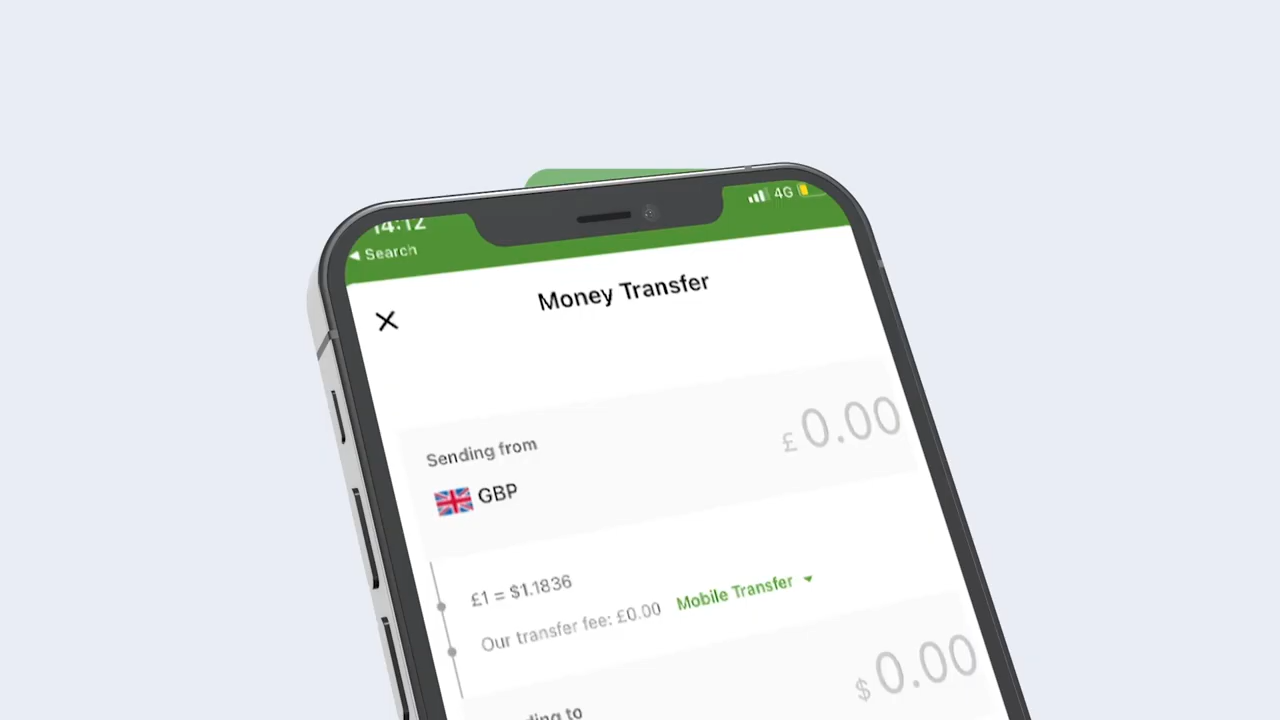 14:12
4G
◀ Search
Money Transfer
Sending from
£ 0.00
GBP
£1 = $1.1836
Our transfer fee: £0.00 Mobile Transfer
$ 0.00
to